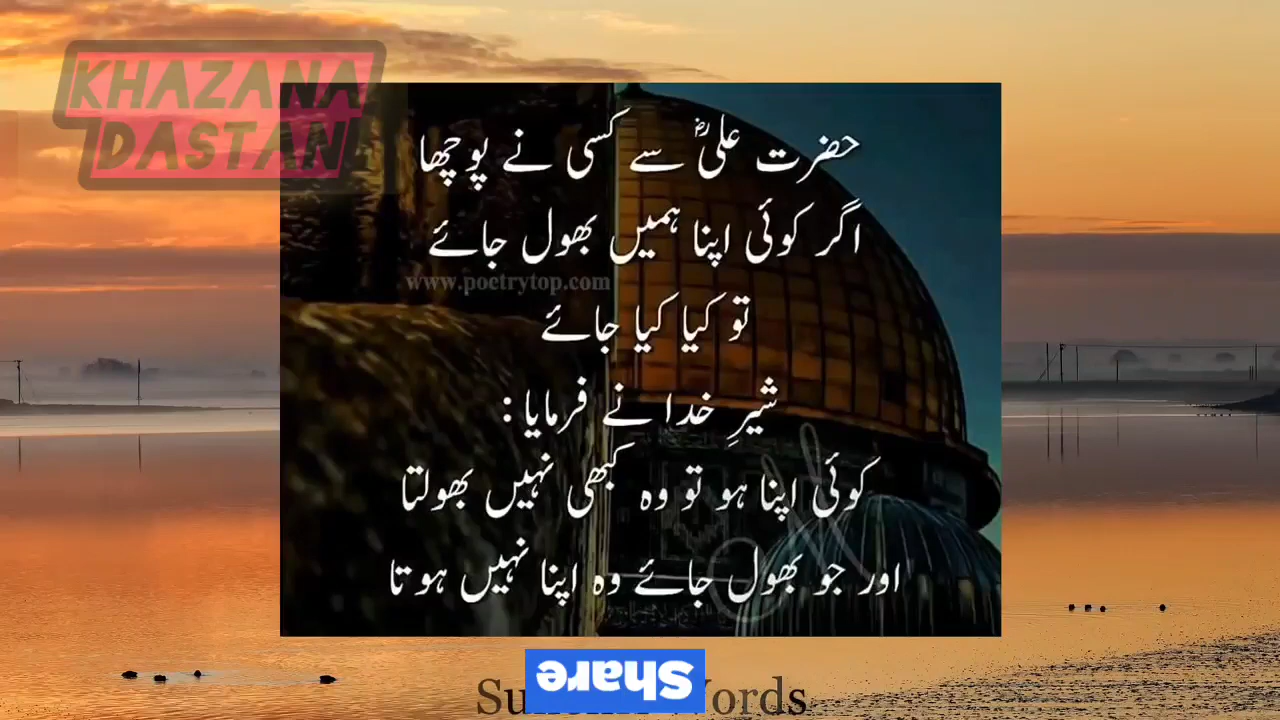 KHAZANA
DASTAN
حضرت علیؓ سے کسی نے پوچھا
اگر کوئی اپنا ہمیں بھول جائے
www.poetrytop.com
تو کیا کیا جائے
شیرِ خدا نے فرمایا :
کوئی اپنا ہو تو وہ کبھی نہیں بھولتا
اور جو بھول جائے وہ اپنا نہیں ہوتا
Share